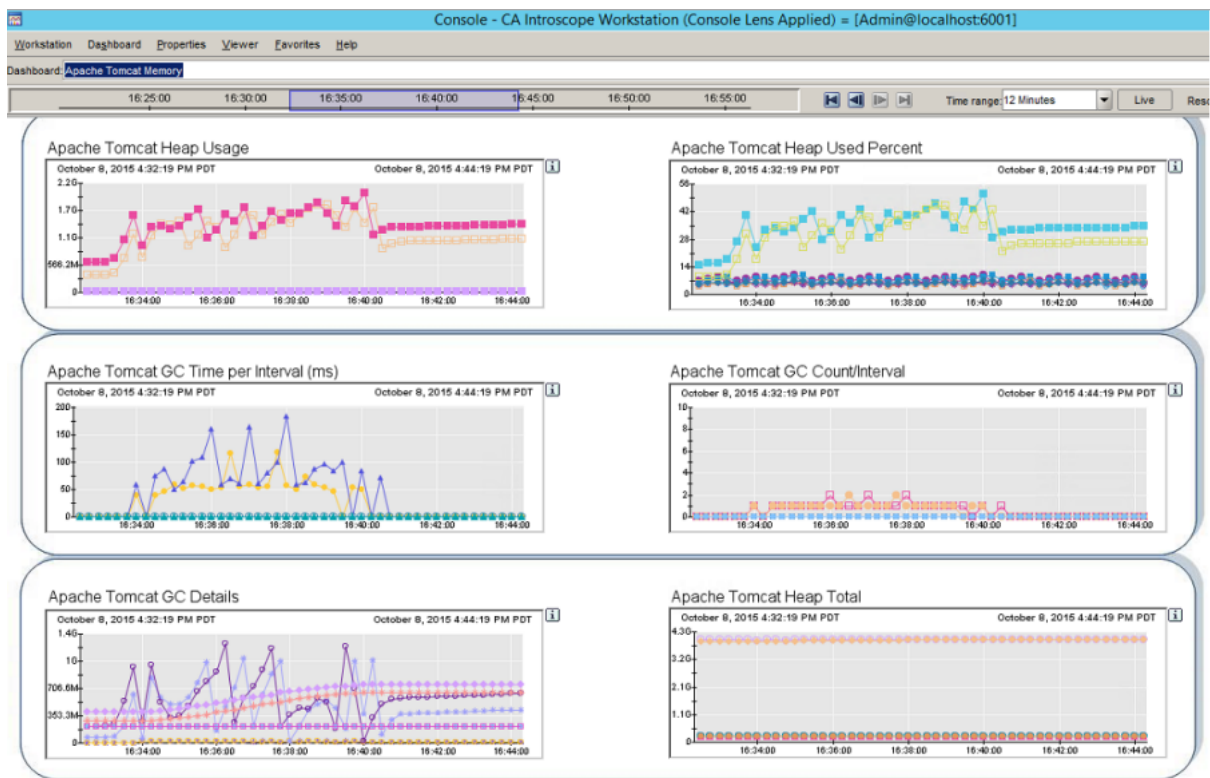 Console - CA Introscope Workstation (Console Lens Applied) = [Admin@localhost:6001]
Workstation Dashboard Properties Viewer Favorites Help
Dashboard: Apache Tomcat Memory
16:25:00 16:30:00 16:35:00 16:40:00 16:45:00 16:50:00 16:55:00 Time range: 12 Minutes Live Reso
Apache Tomcat Heap Usage
October 8, 2015 4:32:19 PM PDT October 8, 2015 4:44:19 PM PDT
2.2G
1.7G
1.1G
566.2M
0
16:34:00 16:36:00 16:38:00 16:40:00 16:42:00 16:44:00
Apache Tomcat Heap Used Percent
October 8, 2015 4:32:19 PM PDT October 8, 2015 4:44:19 PM PDT
56
42
28
14
0
16:34:00 16:36:00 16:38:00 16:40:00 16:42:00 16:44:00
Apache Tomcat GC Time per Interval (ms)
October 8, 2015 4:32:19 PM PDT October 8, 2015 4:44:19 PM PDT
200
150
100
50
0
16:34:00 16:36:00 16:38:00 16:40:00 16:42:00 16:44:00
Apache Tomcat GC Count/Interval
October 8, 2015 4:32:19 PM PDT October 8, 2015 4:44:19 PM PDT
10
8
6
4
2
0
16:34:00 16:36:00 16:38:00 16:40:00 16:42:00 16:44:00
Apache Tomcat GC Details
October 8, 2015 4:32:19 PM PDT October 8, 2015 4:44:19 PM PDT
1.4G
1G
706.6M
353.3M
0
16:34:00 16:36:00 16:38:00 16:40:00 16:42:00 16:44:00
Apache Tomcat Heap Total
October 8, 2015 4:32:19 PM PDT October 8, 2015 4:44:19 PM PDT
4.3G
3.2G
2.1G
1.1G
0
16:34:00 16:36:00 16:38:00 16:40:00 16:42:00 16:44:00